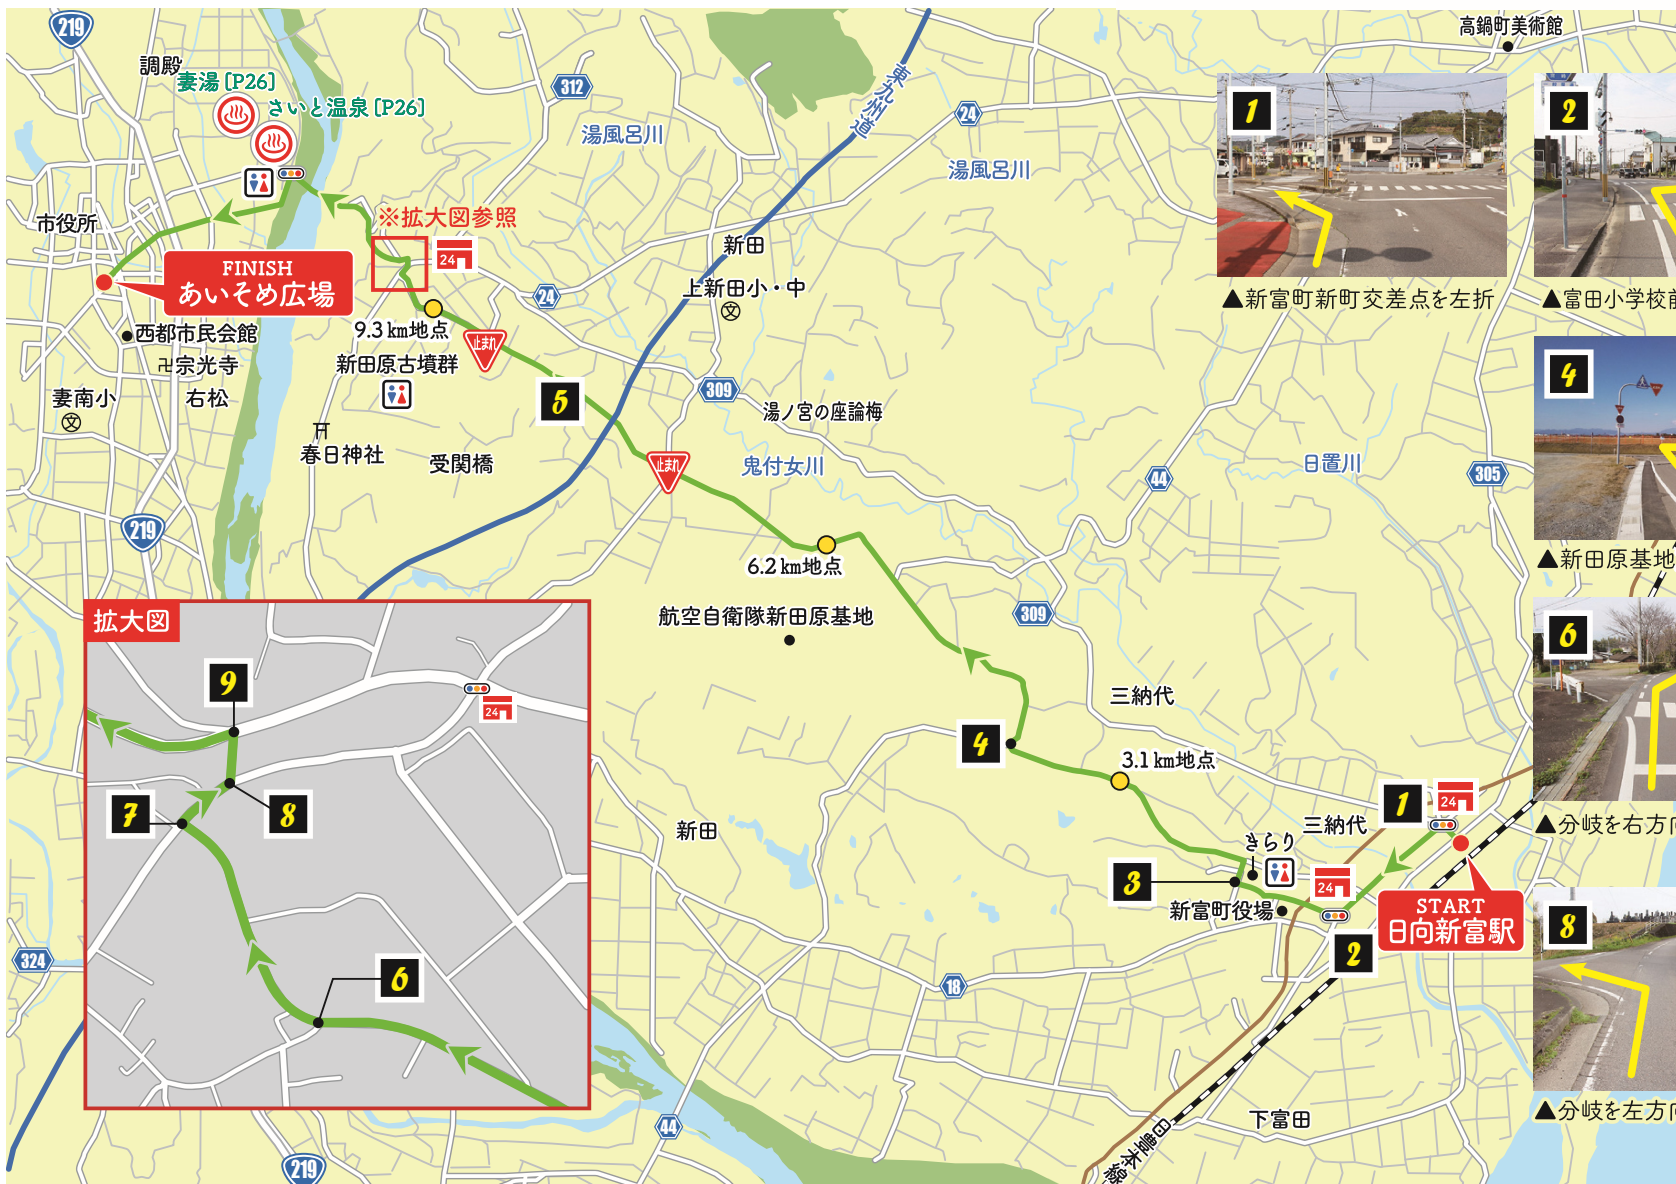 219
調殿
妻湯 [P26]
さいと温泉 [P26]
312
湯風呂川
東九州道
24
湯風呂川
高鍋町美術館
1
▲新富町新町交差点を左折
2
▲富田小学校前
市役所
※拡大図参照
24
FINISH
あいそめ広場
西都市民会館
卍宗光寺
妻南小
文
右松
9.3km地点
止まれ
新田原古墳群
春日神社
受関橋
24
新田
上新田小・中
文
309
5
湯ノ宮の座論梅
止まれ
鬼付女川
44
日置川
305
4
▲新田原基地
219
6.2km地点
航空自衛隊新田原基地
309
三納代
4
3.1km地点
6
▲分岐を右方向
新田
1
24
三納代
きらり
3
24
新富町役場
START
日向新富駅
2
8
▲分岐を左方向
324
18
44
219
下富田
日豊本線
拡大図
9
24
7
8
6